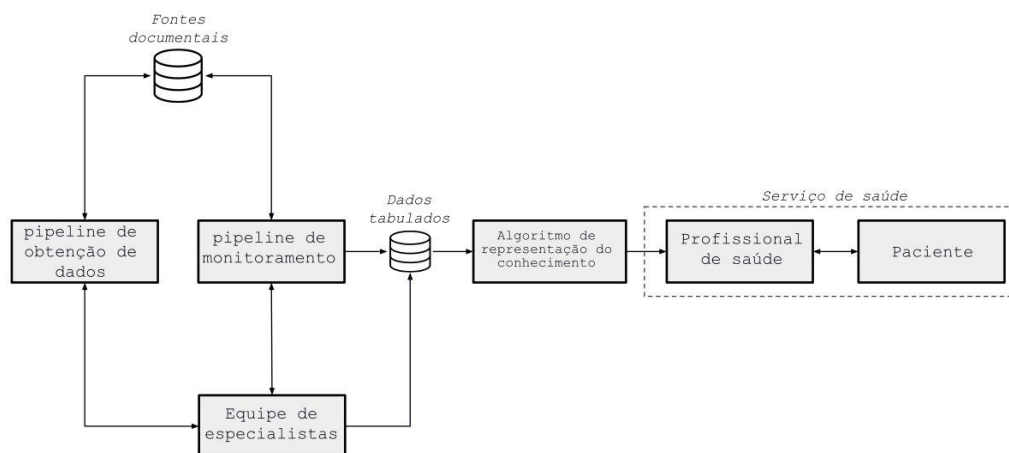 Fontes
documentais
pipeline de
obtenção de
dados
pipeline de
monitoramento
Dados
tabulados
Algoritmo de
representação do
conhecimento
Serviço de saúde
Profissional
de saúde
Paciente
Equipe de
especialistas